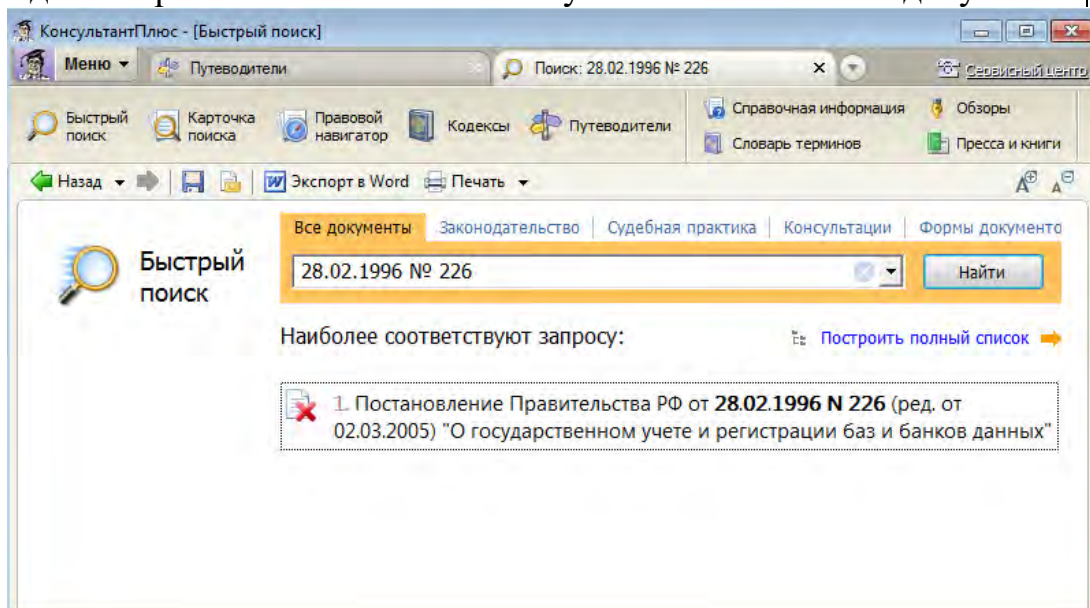 КонсультантПлюс - [Быстрый поиск]
Меню
Путеводители
Поиск: 28.02.1996 № 226
Сервисный центр
Быстрый поиск
Карточка поиска
Правовой навигатор
Кодексы
Путеводители
Справочная информация
Обзоры
Словарь терминов
Пресса и книги
Назад
Экспорт в Word
Печать
Все документы
Законодательство
Судебная практика
Консультации
Формы документо
Быстрый
поиск
28.02.1996 № 226
Найти
Наиболее соответствуют запросу:
Построить полный список
1. Постановление Правительства РФ от 28.02.1996 N 226 (ред. от
02.03.2005) "О государственном учете и регистрации баз и банков данных"